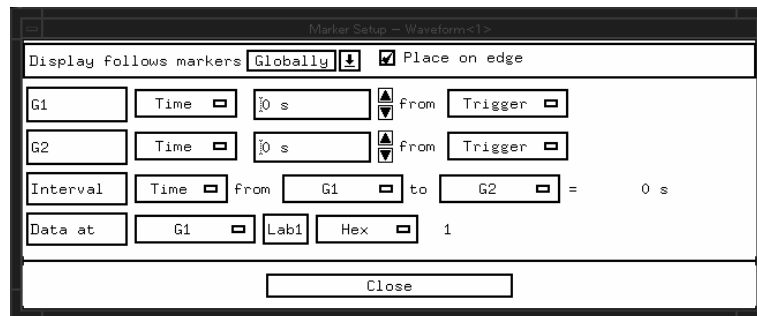 Marker Setup — Waveform<1>
Display follows markers Globally Place on edge
G1 Time 0 s from Trigger
G2 Time 0 s from Trigger
Interval Time from G1 to G2 = 0 s
Data at G1 Lab1 Hex 1
Close